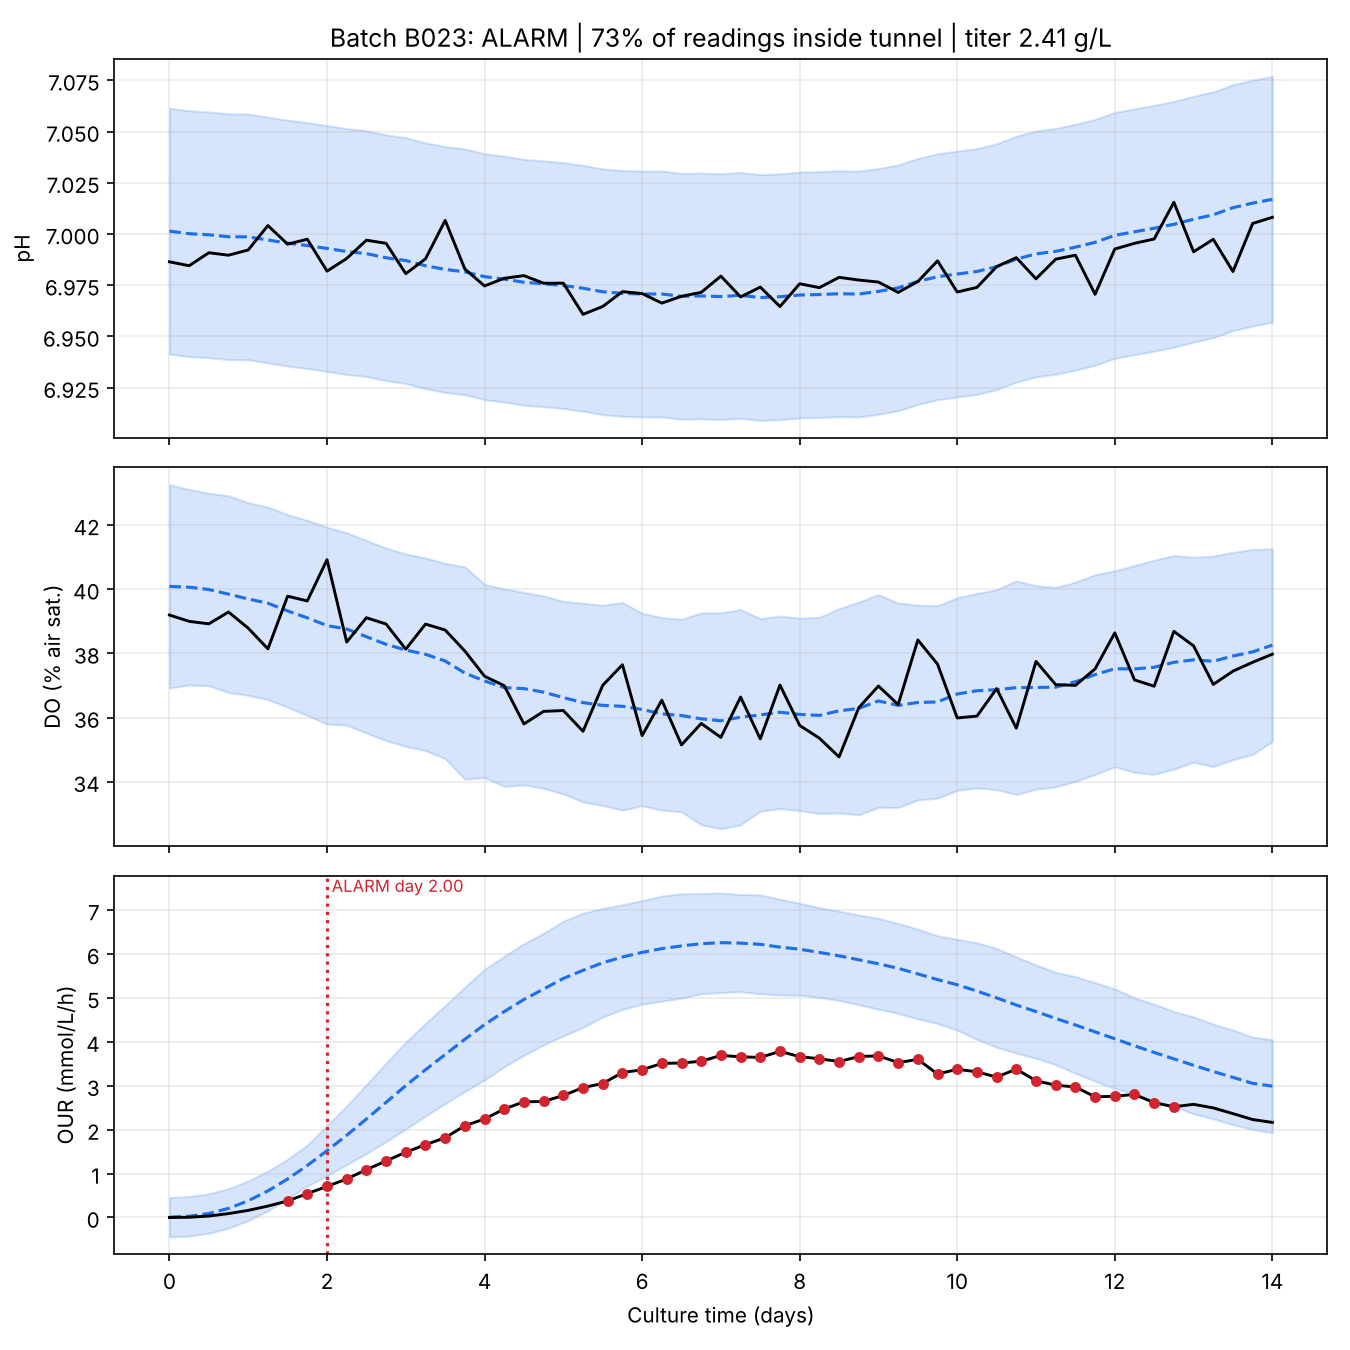 Batch B023: ALARM | 73% of readings inside tunnel | titer 2.41 g/L
7.075
7.050
7.025
7.000
6.975
6.950
6.925
pH
42
40
38
36
34
DO (% air sat.)
ALARM day 2.00
7
6
5
4
3
2
1
0
OUR (mmol/L/h)
0 2 4 6 8 10 12 14
Culture time (days)